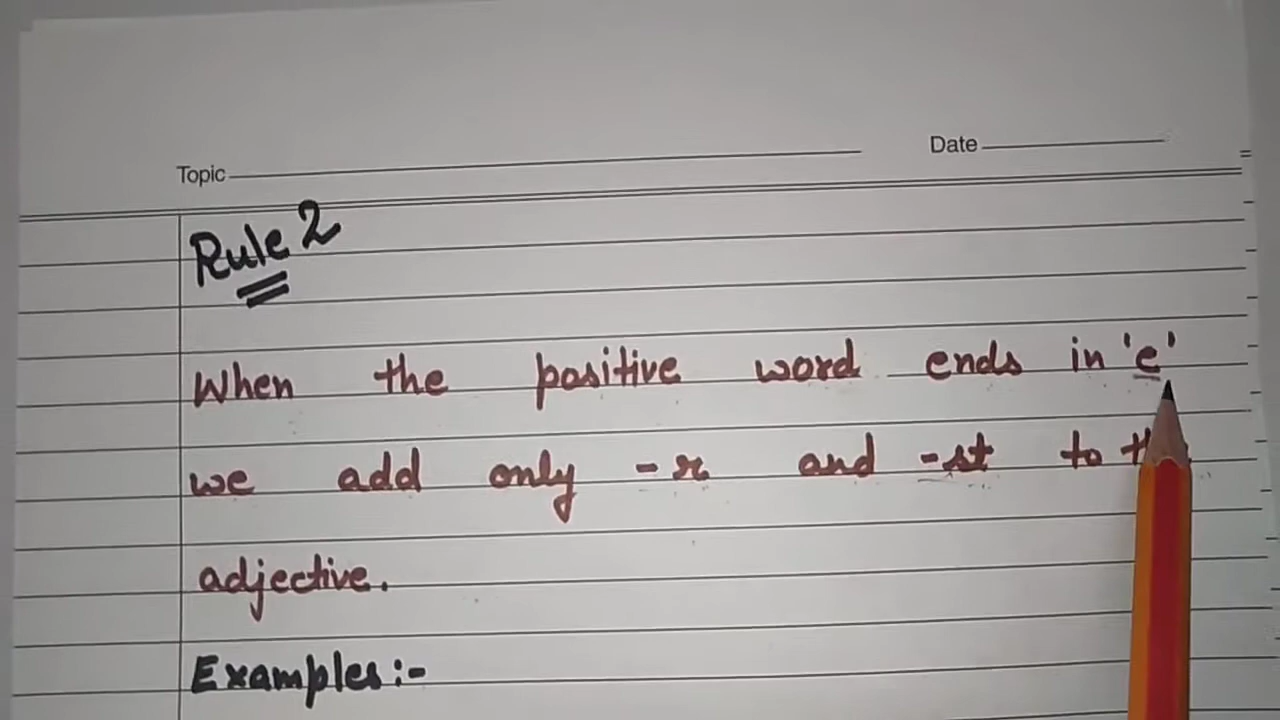 Topic Date
Rule 2
When the positive word ends in 'e'
we add only -r and -st to
adjective.
Examples:-